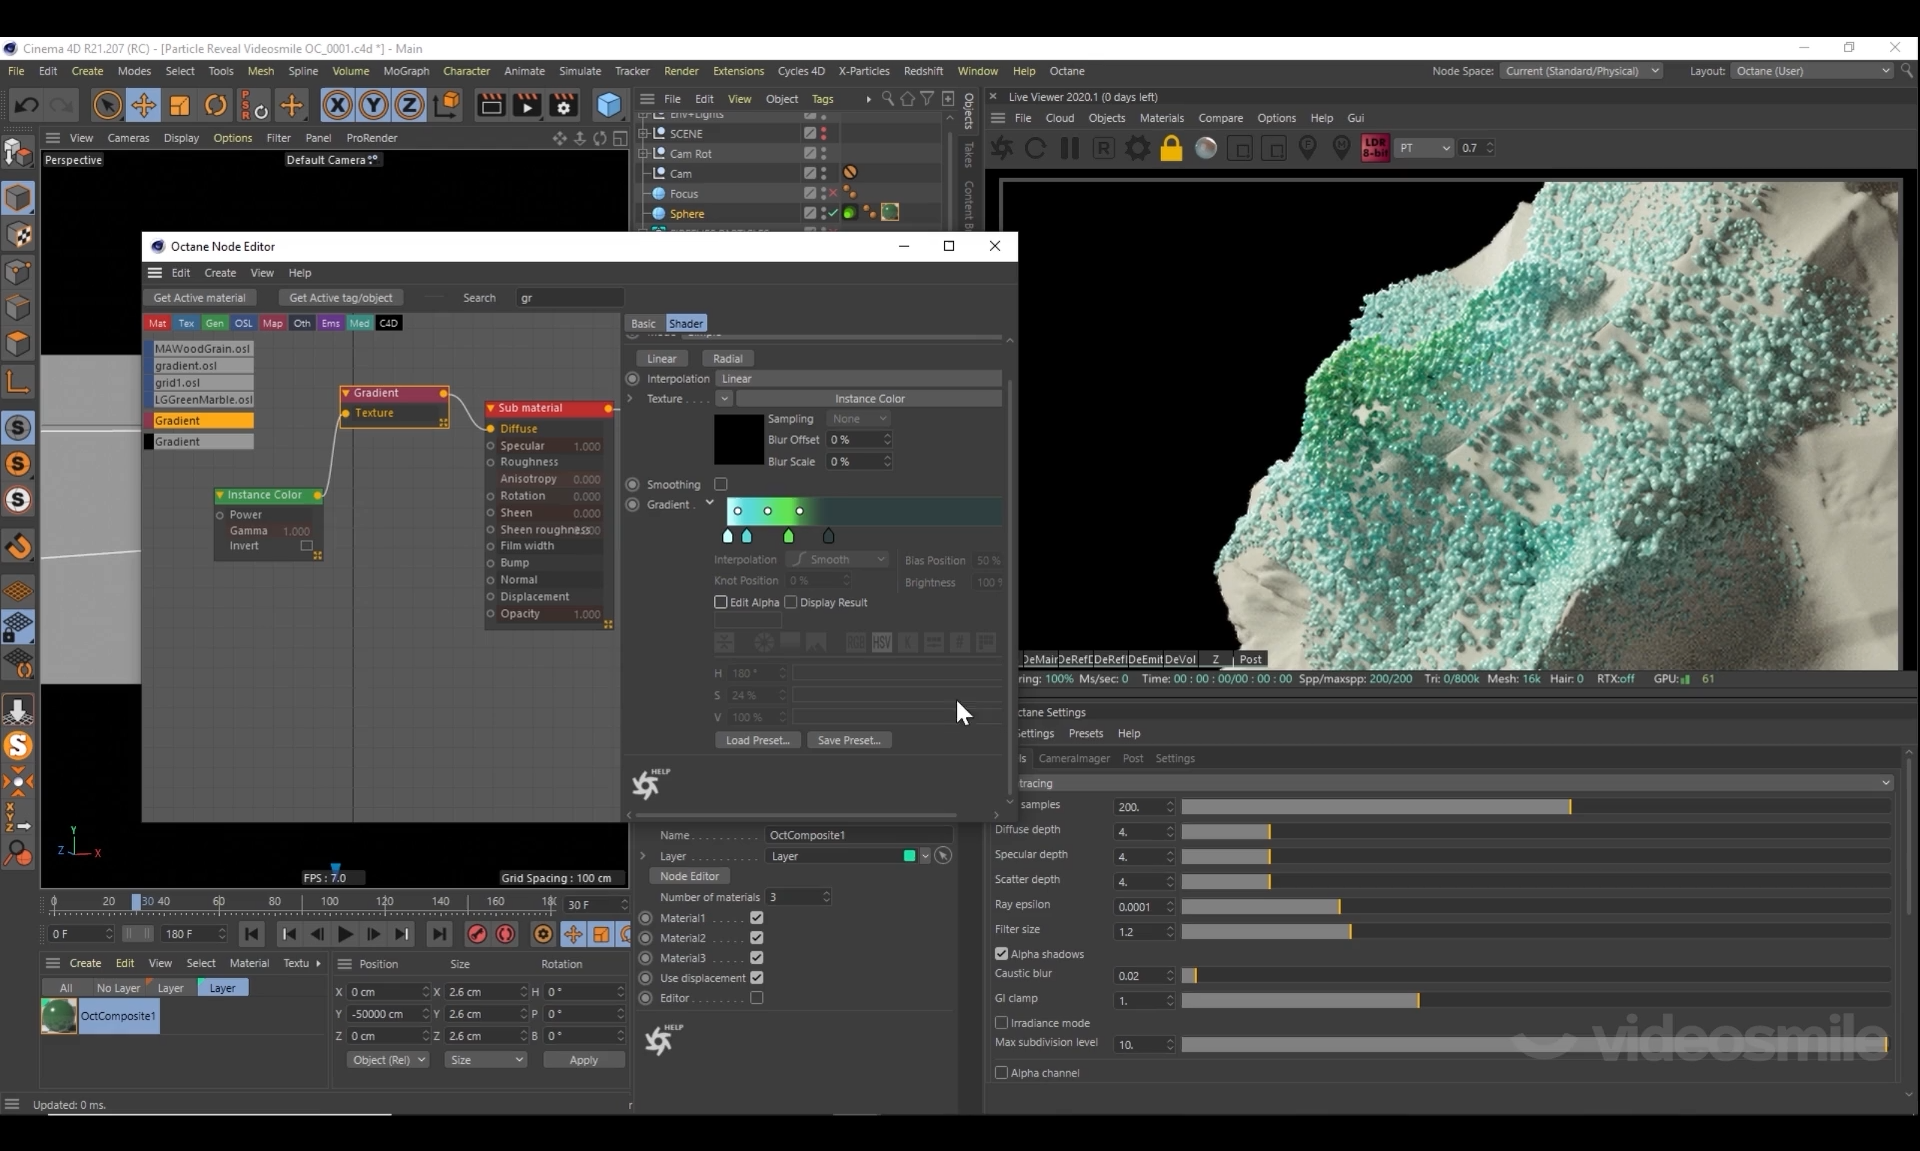 Cinema 4D R21.207 (RC) - [Particle Reveal Videosmile OC_0001.c4d *] - Main
File Edit Create Modes Select Tools Mesh Spline Volume MoGraph Character Animate Simulate Tracker Render Extensions Cycles 4D X-Particles Redshift Window Help Octane
Node Space: Current (Standard/Physical) Layout: Octane (User)
PSR X Y Z
File Edit View Object Tags
Objects
Takes
Live Viewer 2020.1 (0 days left)
File Cloud Objects Materials Compare Options Help Gui
LDR 8-bit PT 0.7
View Cameras Display Options Filter Panel ProRender
Perspective
Default Camera
Env+Lights
SCENE
Cam Rot
Cam
Focus
Sphere
Octane Node Editor
Edit Create View Help
Get Active material Get Active tag/object Search gr
Mat Tex Gen OSL Map Oth Ems Med C4D
MAWoodGrain.osl
gradient.osl
grid1.osl
LGGreenMarble.osl
Gradient
Gradient
Gradient
Texture
Instance Color
Power
Gamma 1.000
Invert
Sub material
Diffuse
Specular 1.000
Roughness
Anisotropy 0.000
Rotation 0.000
Sheen 0.000
Sheen roughness
Film width
Bump
Normal
Displacement
Opacity 1.000
Basic Shader
Linear Radial
Interpolation Linear
Texture . . . . Instance Color
Sampling None
Blur Offset 0 %
Blur Scale 0 %
Smoothing
Gradient .
Interpolation Smooth Bias Position 50 %
Knot Position 0 % Brightness 100 %
Edit Alpha Display Result
RGB HSV K #
H 180 °
S 24 %
V 100 %
Load Preset... Save Preset...
HELP
DeMain DeRefD DeRefl DeEmit DeVol Z Post
ring: 100% Ms/sec: 0 Time: 00 : 00 : 00/00 : 00 : 00 Spp/maxspp: 200/200 Tri: 0/800k Mesh: 16k Hair: 0 RTX:off GPU: 61
ctane Settings
ettings Presets Help
ls CameraImager Post Settings
tracing
samples 200.
Diffuse depth 4.
Specular depth 4.
Scatter depth 4.
Ray epsilon 0.0001
Filter size 1.2
Alpha shadows
Caustic blur 0.02
GI clamp 1.
Irradiance mode
Max subdivision level 10.
Alpha channel
videosmile
Name . . . . . . . . . OctComposite1
Layer . . . . . . . . . Layer
Node Editor
Number of materials 3
Material1 . . . . .
Material2 . . . . .
Material3 . . . . .
Use displacement
Editor . . . . . . . .
HELP
Y
Z X
FPS : 7.0
Grid Spacing : 100 cm
0 20 30 40 60 80 100 120 140 160 18 30 F
0 F 180 F
Create Edit View Select Material Textu
All No Layer Layer Layer
OctComposite1
Position Size Rotation
X 0 cm X 2.6 cm H 0 °
Y -50000 cm Y 2.6 cm P 0 °
Z 0 cm Z 2.6 cm B 0 °
Object (Rel) Size Apply
Updated: 0 ms.